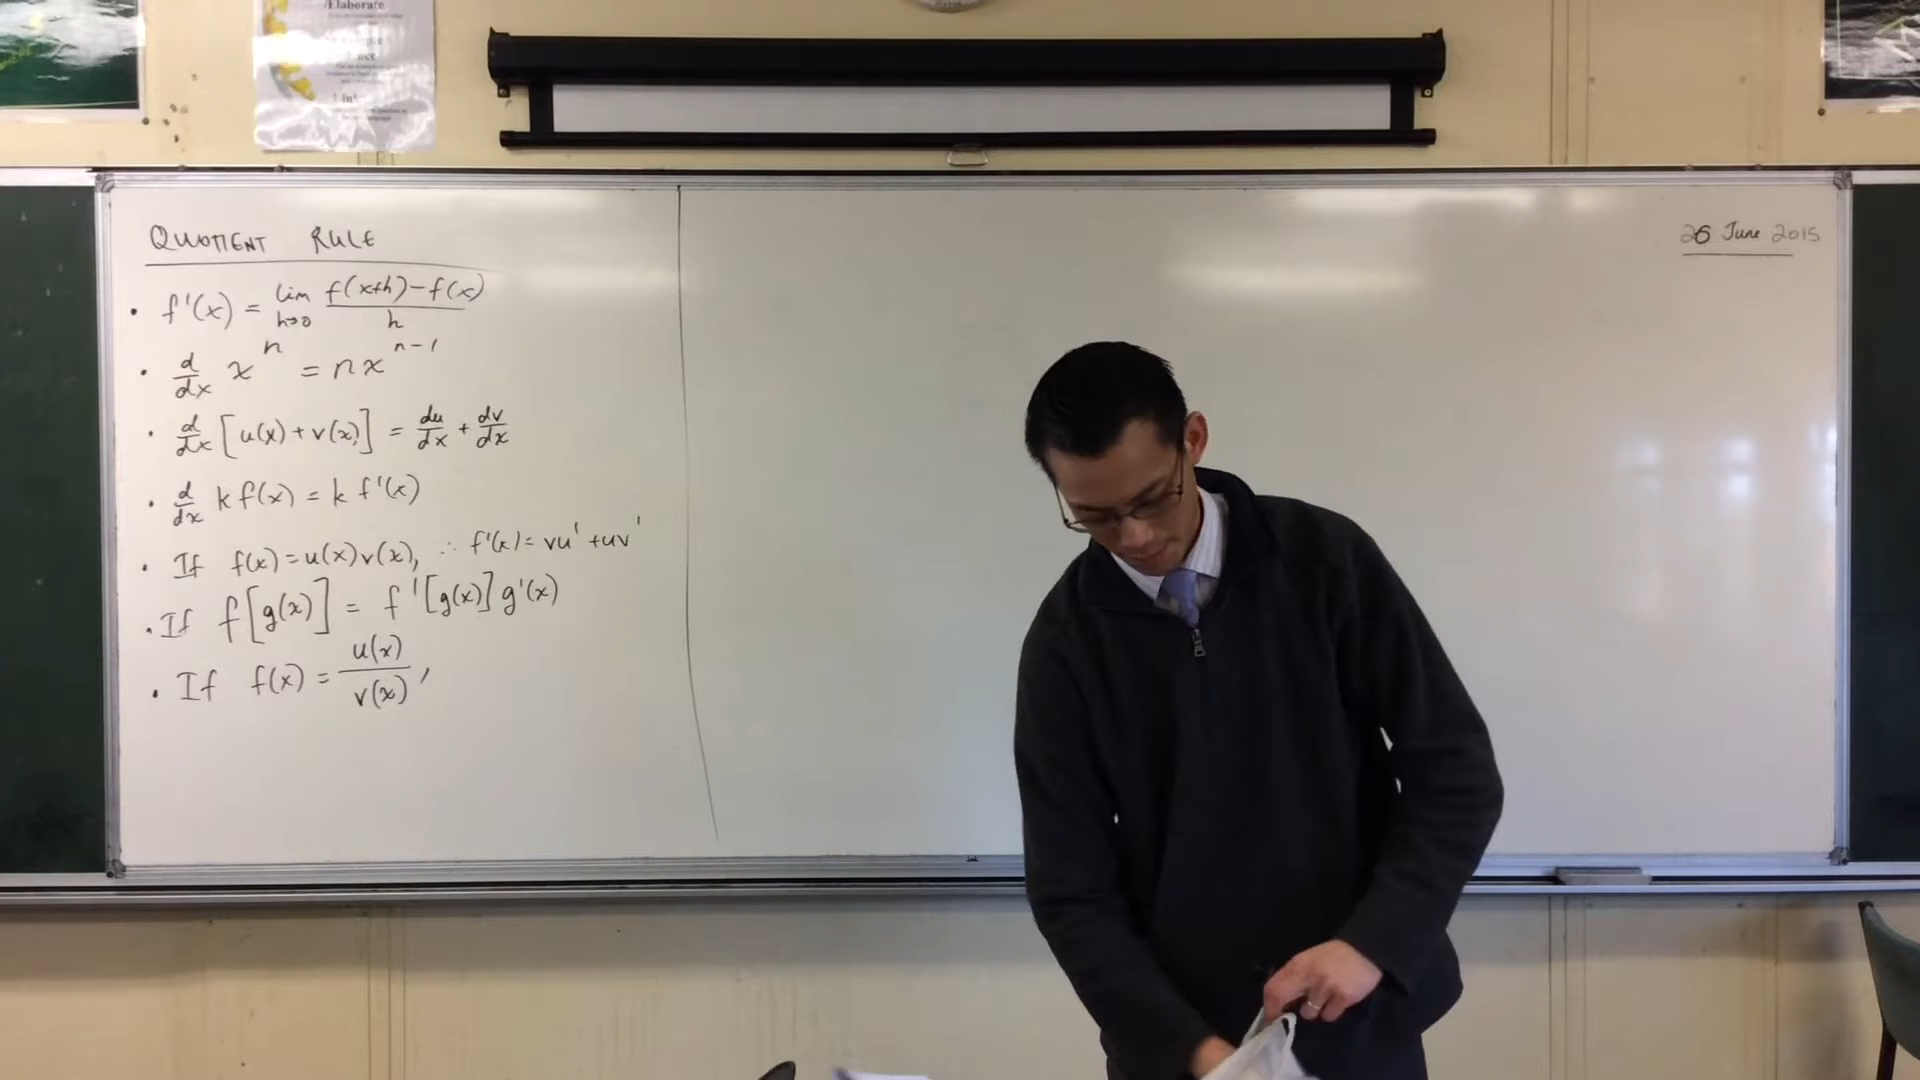 Elaborate
QUOTIENT RULE
26 June 2015
• f'(x) = lim h→0 f(x+h)-f(x) / h
• d/dx x^n = nx^(n-1)
• d/dx [u(x) + v(x)] = du/dx + dv/dx
• d/dx k f(x) = k f'(x)
• If f(x) = u(x)v(x), ∴ f'(x) = vu' + uv'
• If f[g(x)] = f'[g(x)] g'(x)
• If f(x) = u(x)/v(x),